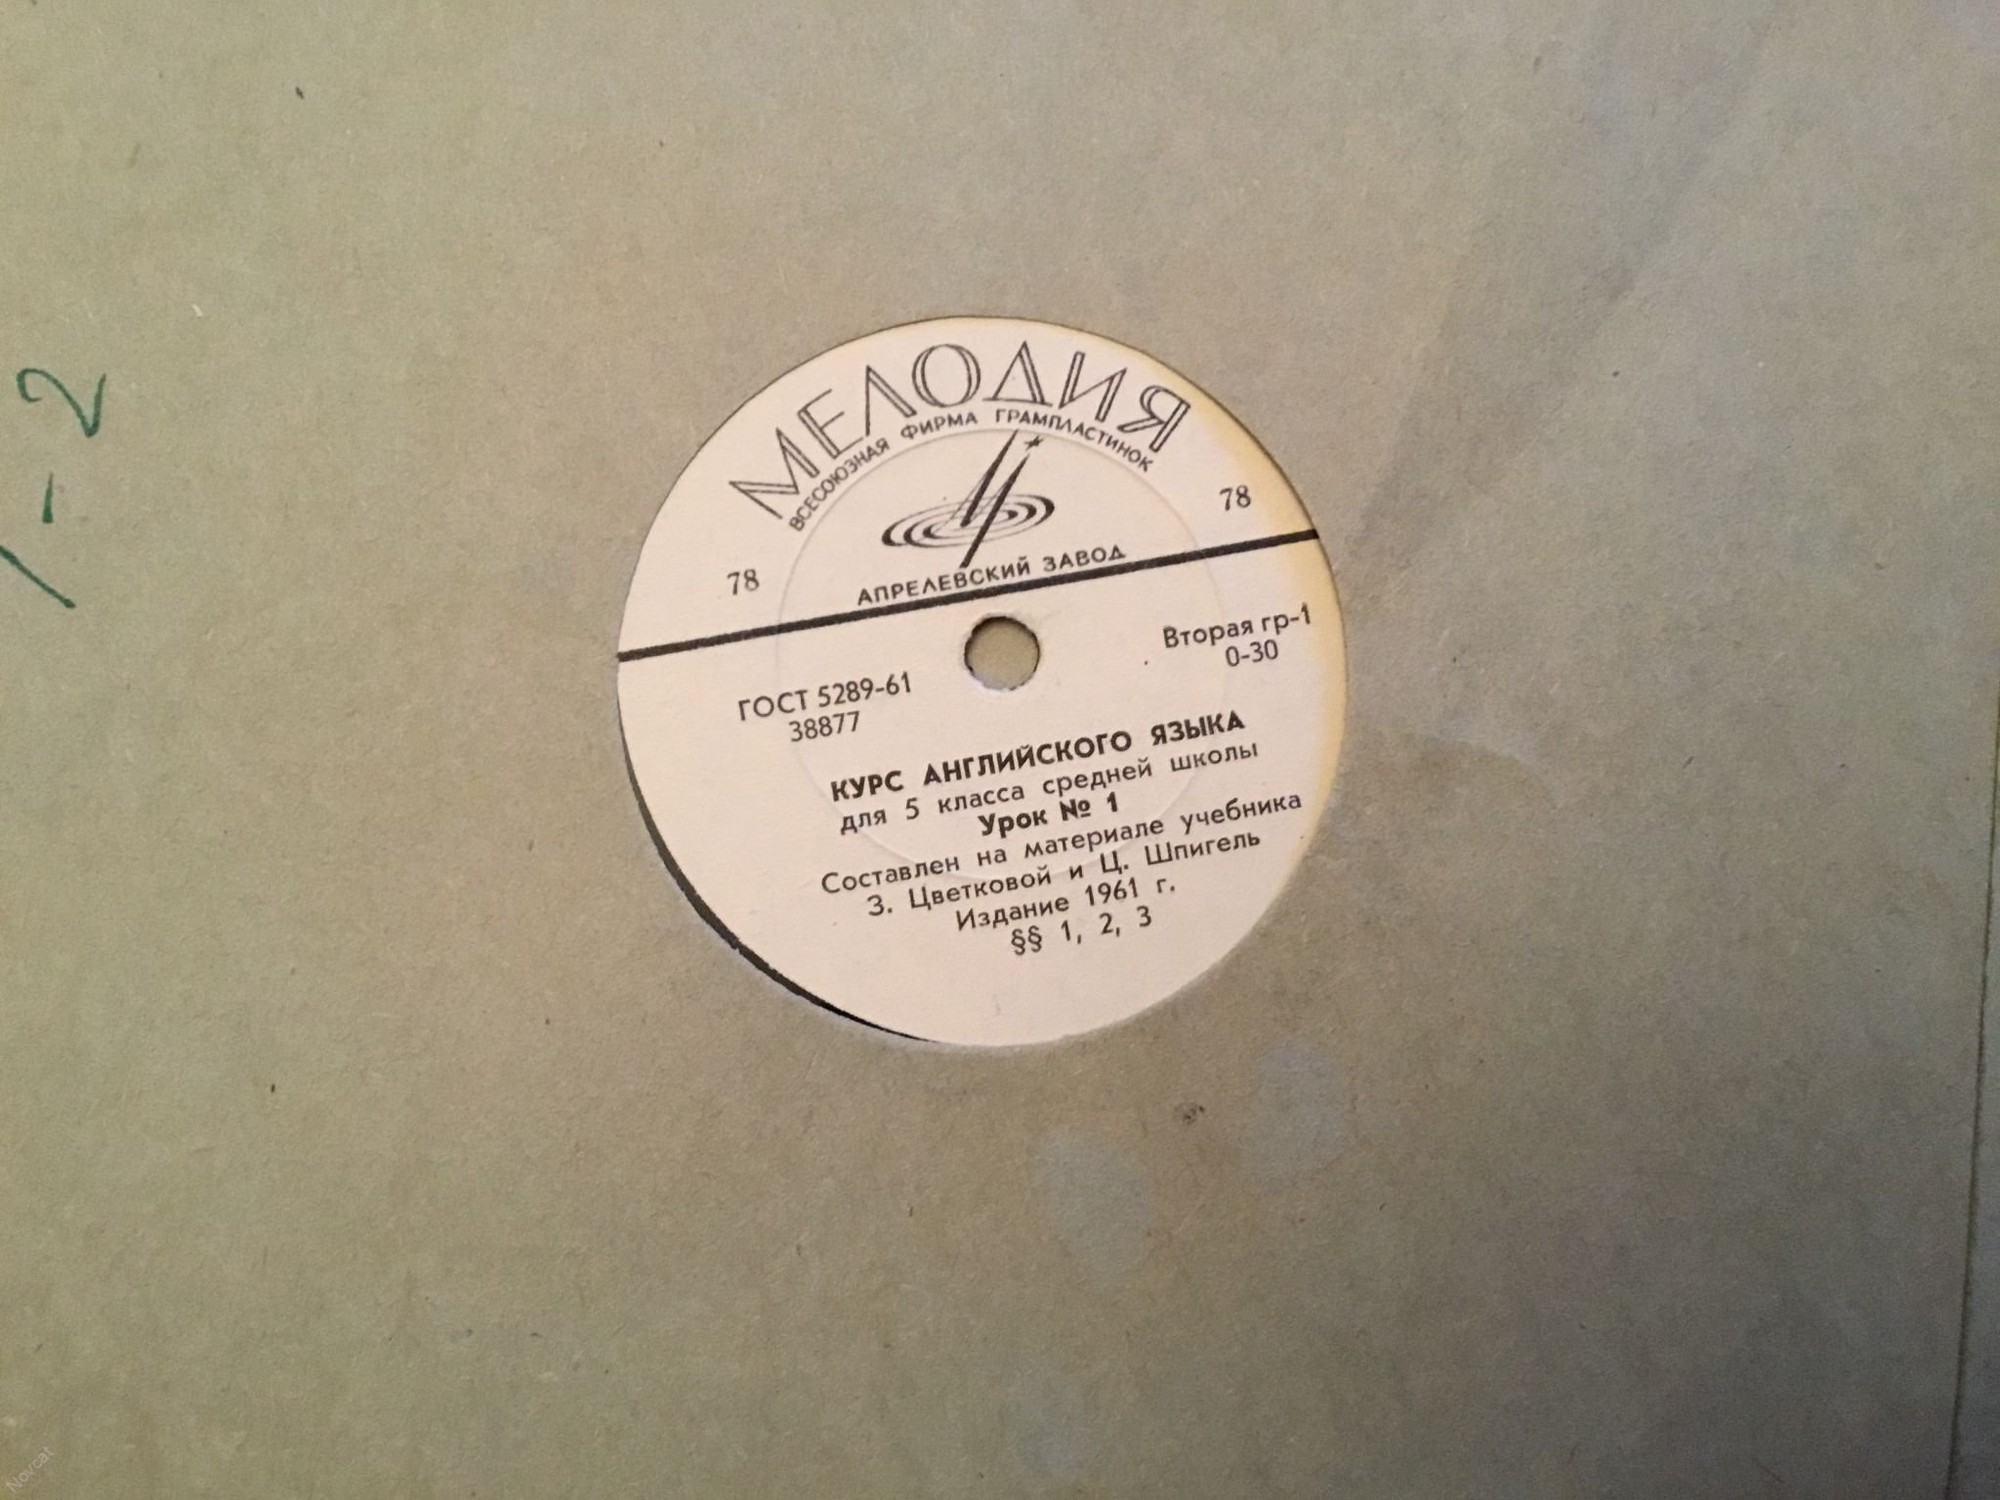 МЕЛОДИЯ
ВСЕСОЮЗНАЯ ФИРМА ГРАМПЛАСТИНОК
78
78
АПРЕЛЕВСКИЙ ЗАВОД
ГОСТ 5289-61
38877
Вторая гр-1
0-30
КУРС АНГЛИЙСКОГО ЯЗЫКА
для 5 класса средней школы
Урок № 1
Составлен на материале учебника
З. Цветковой и Ц. Шпигель
Издание 1961 г.
§§ 1, 2, 3
1-2
Novcat